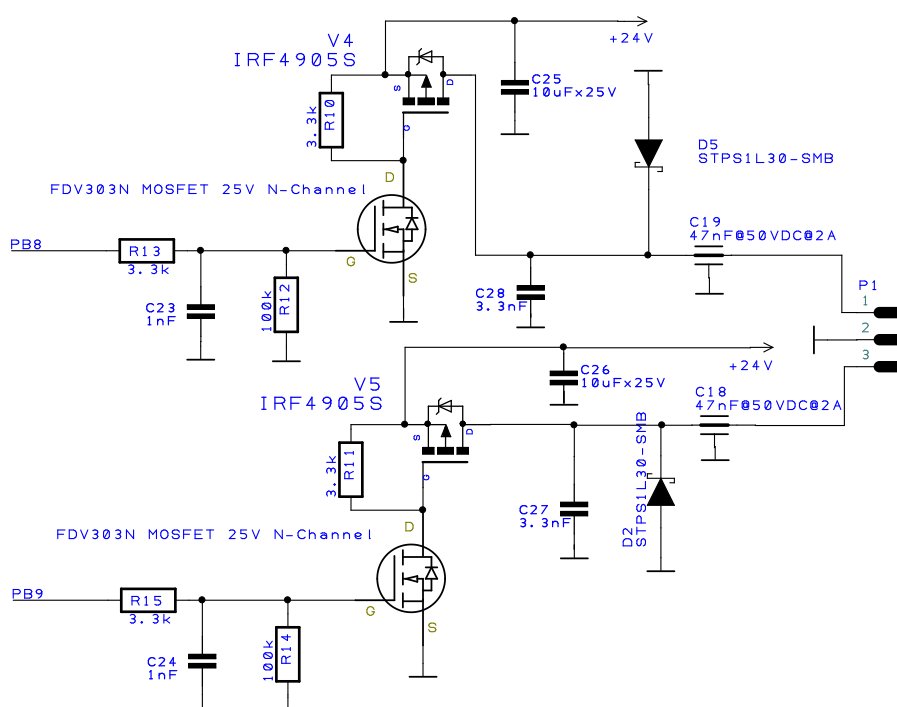 V4
IRF4905S
+24V
C25
10uFx25V
S
D
G
3.3k
R10
D5
STPS1L30-SMB
D
FDV303N MOSFET 25V N-Channel
C19
47nF@50VDC@2A
PB8
R13
3.3k
G
S
P1
1
2
3
C23
1nF
100k
R12
C28
3.3nF
+24V
V5
IRF4905S
C26
10uFx25V
C18
47nF@50VDC@2A
S
D
G
3.3k
R11
D2
STPS1L30-SMB
C27
3.3nF
D
FDV303N MOSFET 25V N-Channel
PB9
R15
3.3k
G
S
C24
1nF
100k
R14